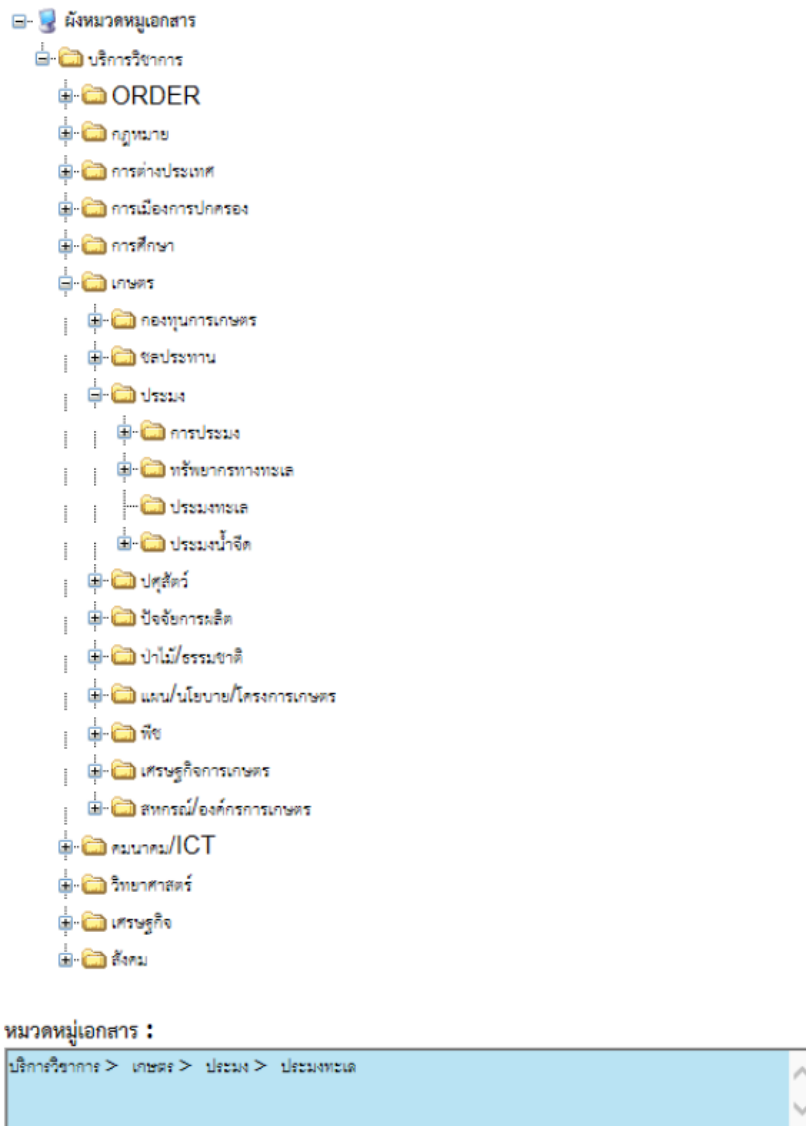 ผังหมวดหมู่เอกสาร
บริการวิชาการ
ORDER
กฎหมาย
การต่างประเทศ
การเมืองการปกครอง
การศึกษา
เกษตร
กองทุนการเกษตร
ชลประทาน
ประมง
การประมง
ทรัพยากรทางทะเล
ประมงทะเล
ประมงน้ำจืด
ปศุสัตว์
ปัจจัยการผลิต
ป่าไม้/ธรรมชาติ
แผน/นโยบาย/โครงการเกษตร
พืช
เศรษฐกิจการเกษตร
สหกรณ์/องค์กรการเกษตร
คมนาคม/ICT
วิทยาศาสตร์
เศรษฐกิจ
สังคม
หมวดหมู่เอกสาร :
บริการวิชาการ > เกษตร > ประมง > ประมงทะเล